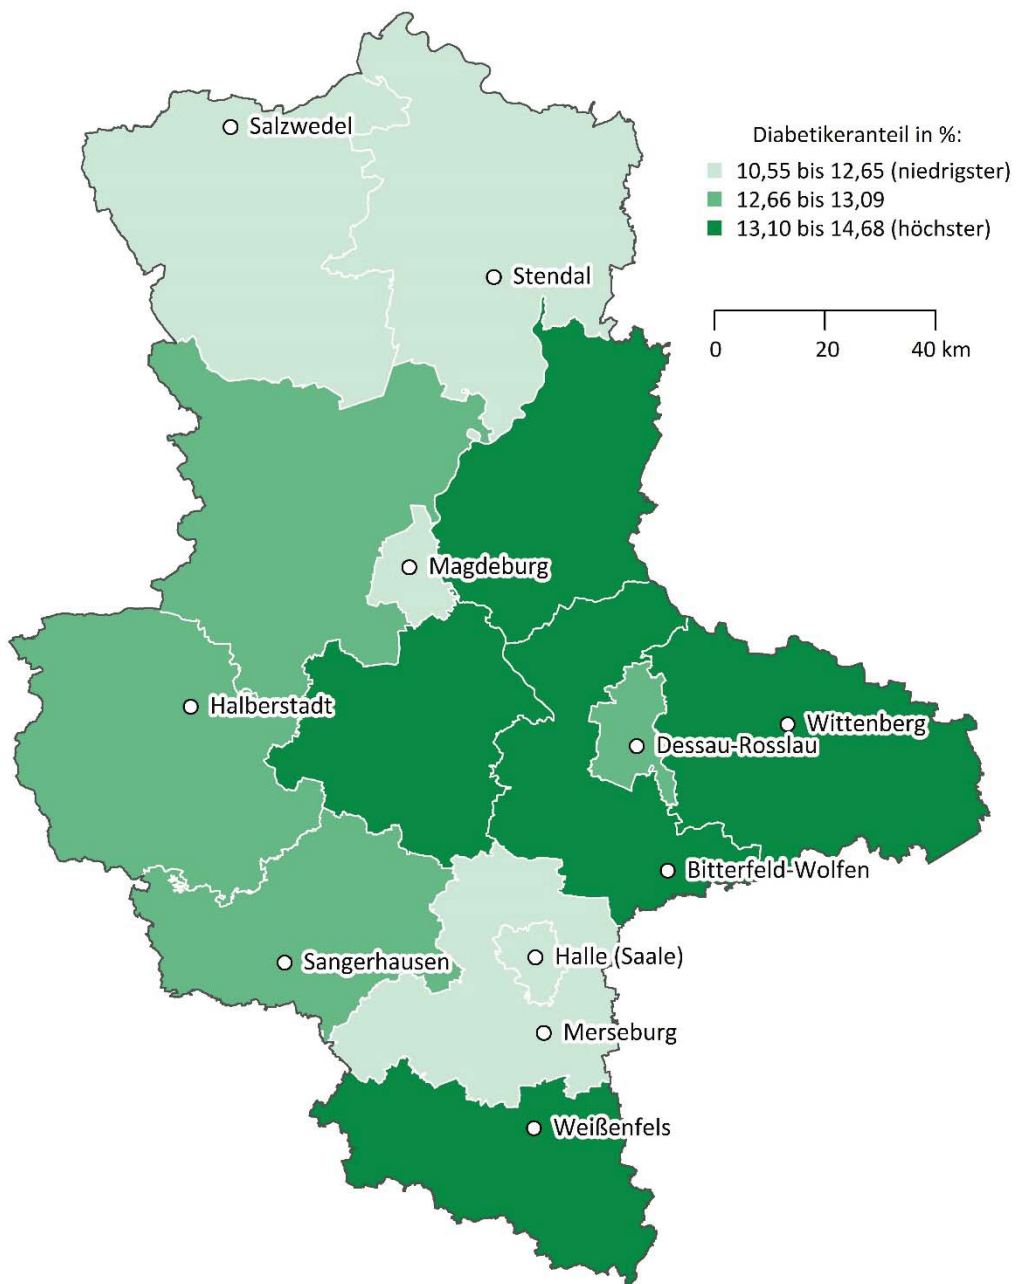 Salzwedel
Diabetikeranteil in %:
10,55 bis 12,65 (niedrigster)
12,66 bis 13,09
13,10 bis 14,68 (höchster)
Stendal
0 20 40 km
Magdeburg
Halberstadt
Wittenberg
Dessau-Rosslau
Bitterfeld-Wolfen
Halle (Saale)
Sangerhausen
Merseburg
Weißenfels